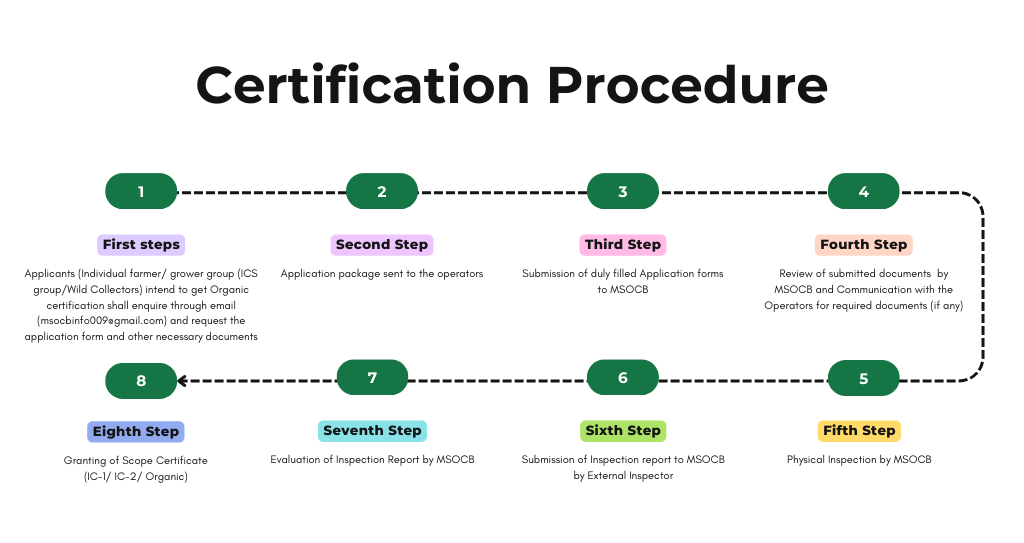 Certification Procedure
1
2
3
4
First steps
Second Step
Third Step
Fourth Step
Applicants (Individual farmer/ grower group (ICS
group/Wild Collectors) intend to get Organic
certification shall enquire through email
(msocbinfo009@gmail.com) and request the
application form and other necessary documents
Application package sent to the operators
Submission of duly filled Application forms
to MSOCB
Review of submitted documents  by
MSOCB and Communication with the
Operators for required documents (if any)
8
7
6
5
Eighth Step
Seventh Step
Sixth Step
Fifth Step
Granting of Scope Certificate
(IC-1/ IC-2/ Organic)
Evaluation of Inspection Report by MSOCB
Submission of Inspection report to MSOCB
by External Inspector
Physical Inspection by MSOCB